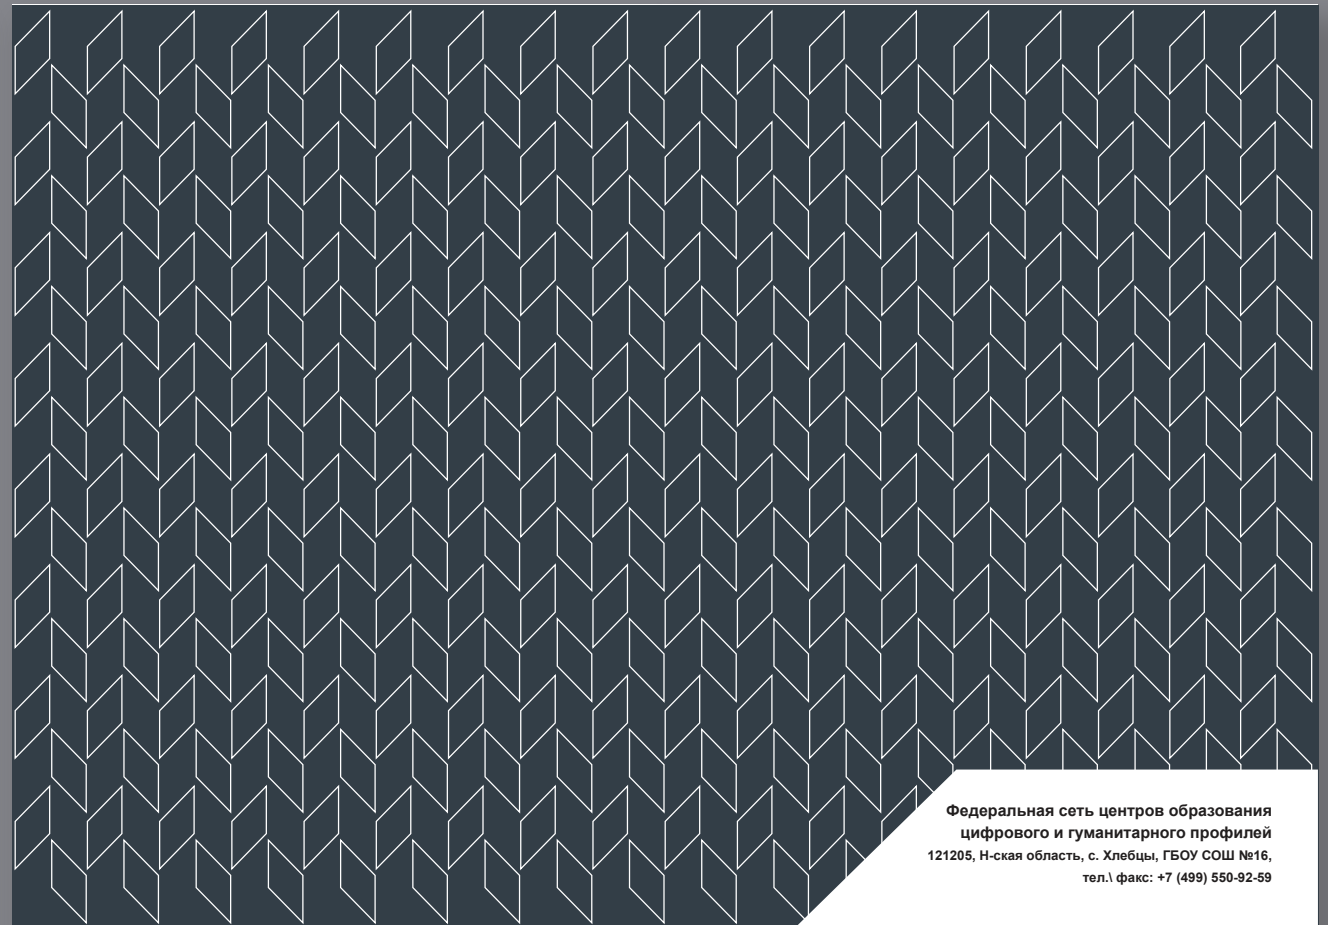 Федеральная сеть центров образования
цифрового и гуманитарного профилей
121205, Н-ская область, с. Хлебцы, ГБОУ СОШ №16,
тел.\ факс: +7 (499) 550-92-59